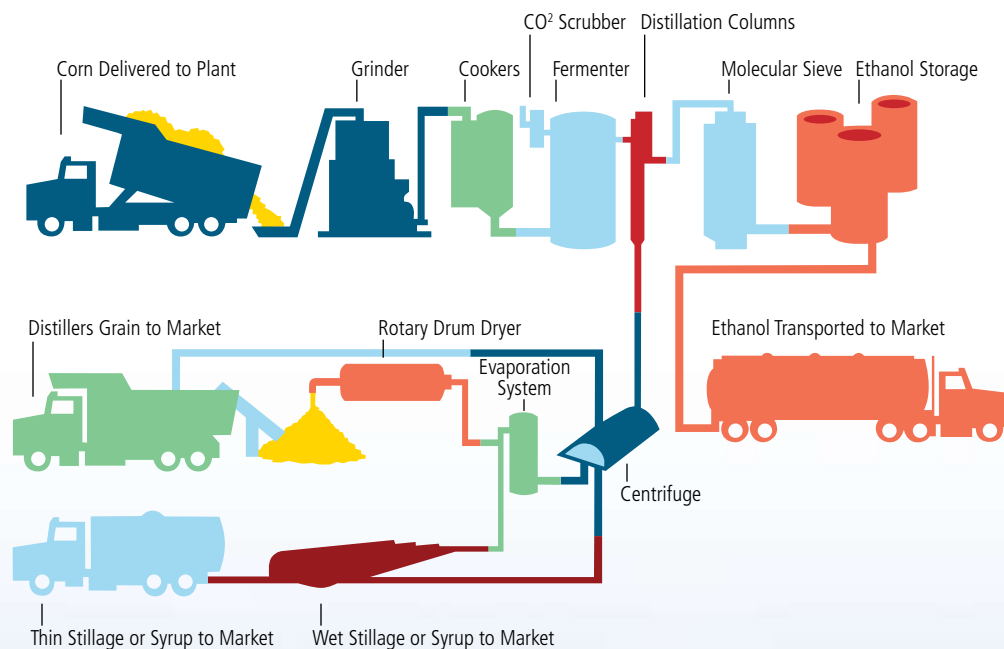 CO² Scrubber
Distillation Columns
Corn Delivered to Plant
Grinder
Cookers
Fermenter
Molecular Sieve
Ethanol Storage
Distillers Grain to Market
Rotary Drum Dryer
Evaporation
System
Ethanol Transported to Market
Centrifuge
Thin Stillage or Syrup to Market
Wet Stillage or Syrup to Market